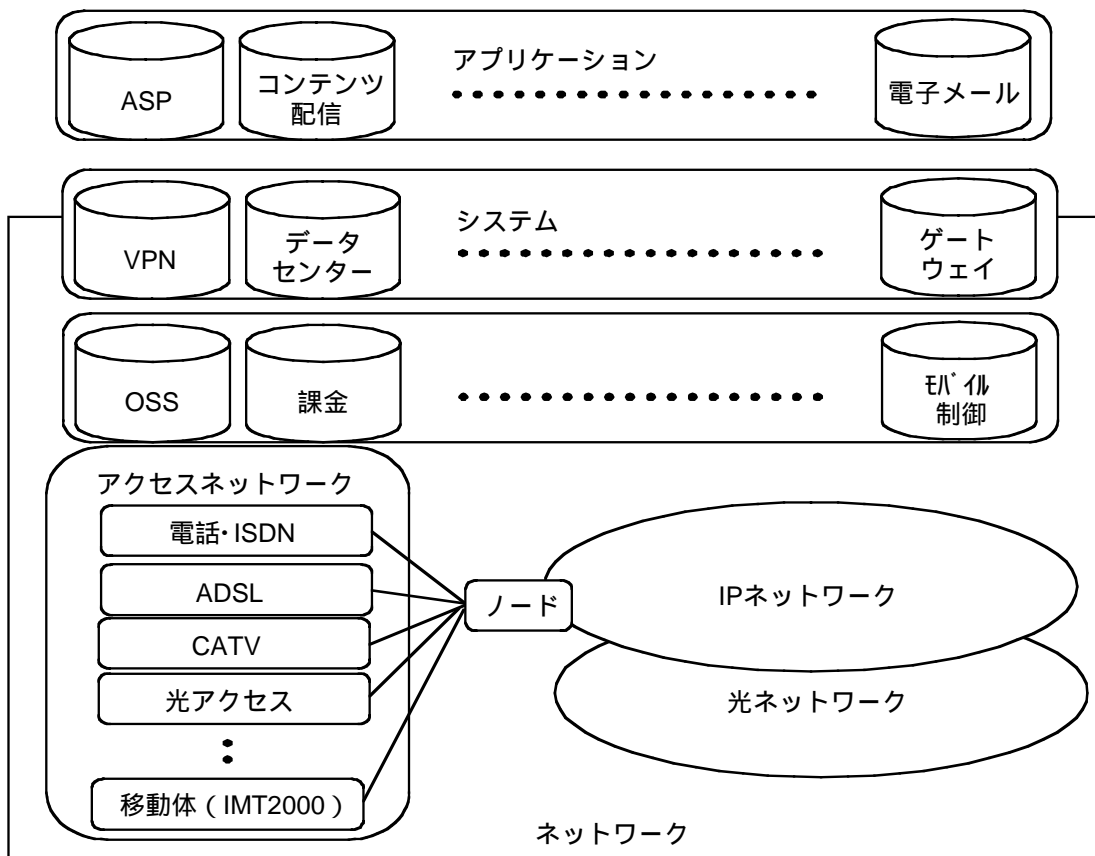 アプリケーション
ASP
コンテンツ
配信
電子メール
システム
VPN
データ
センター
ゲート
ウェイ
OSS
課金
ﾓﾊﾞｲﾙ
制御
アクセスネットワーク
電話・ISDN
ADSL
CATV
光アクセス
移動体（IMT2000）
ノード
IPネットワーク
光ネットワーク
ネットワーク